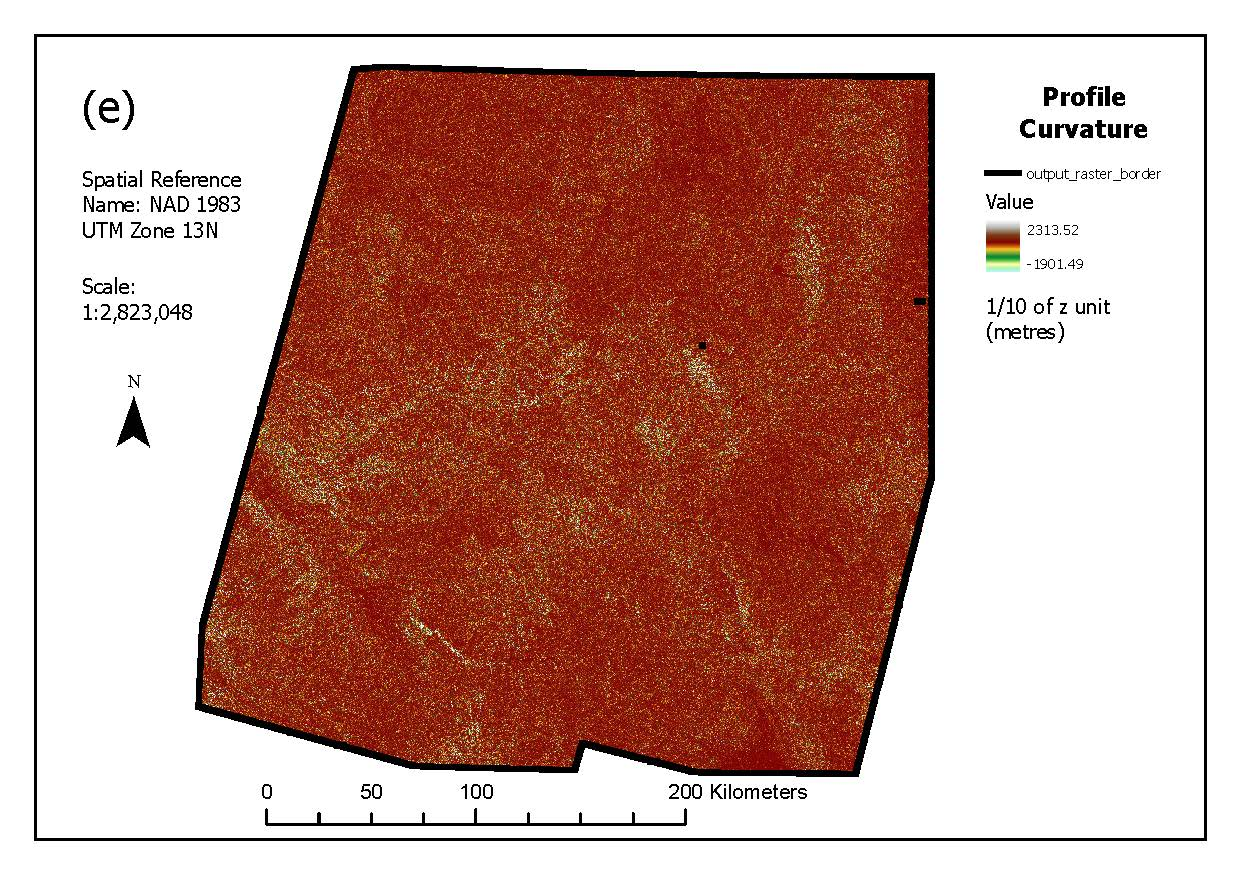 (e)
Spatial Reference
Name: NAD 1983
UTM Zone 13N
Scale:
1:2,823,048
N
Profile
Curvature
output_raster_border
Value
2313.52
-1901.49
1/10 of z unit
(metres)
0 50 100 200 Kilometers